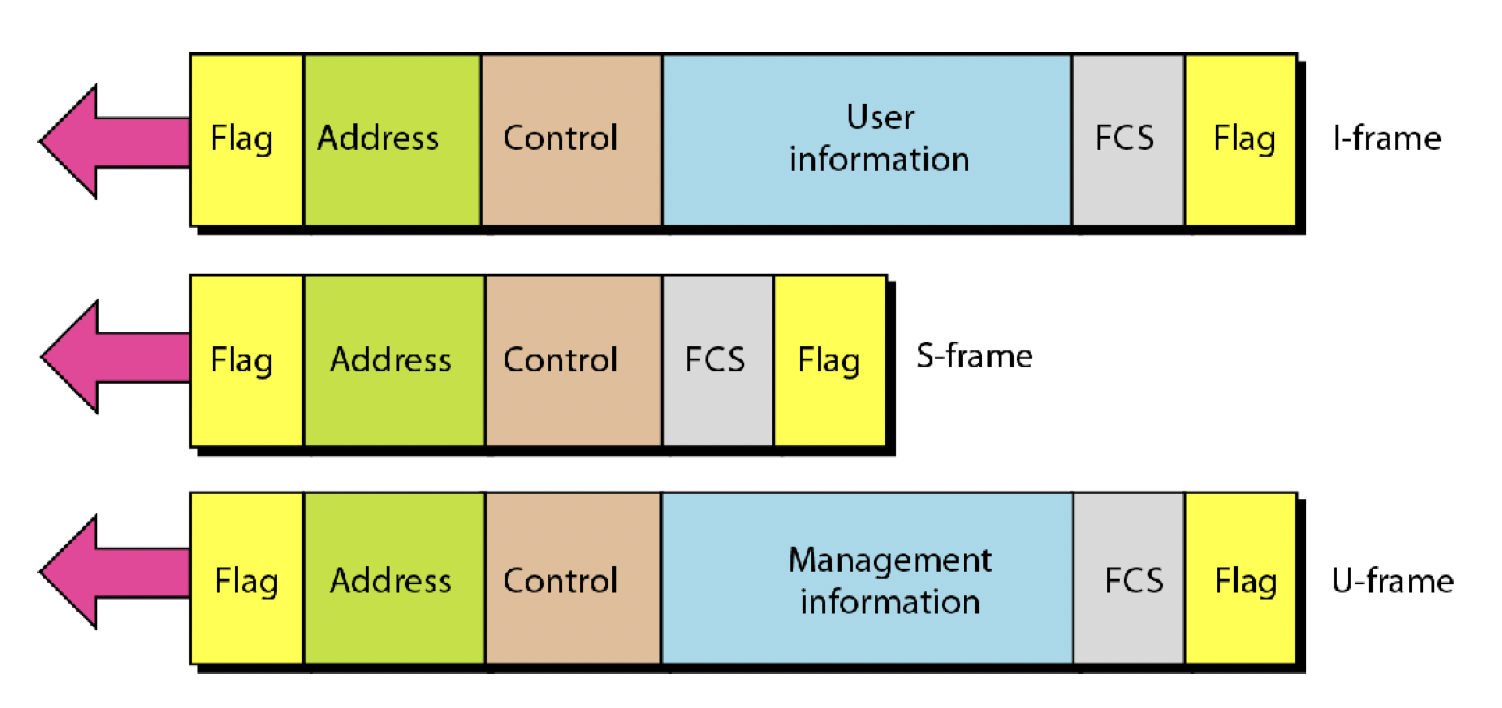 Flag Address Control User information FCS Flag I-frame
Flag Address Control FCS Flag S-frame
Flag Address Control Management information FCS Flag U-frame